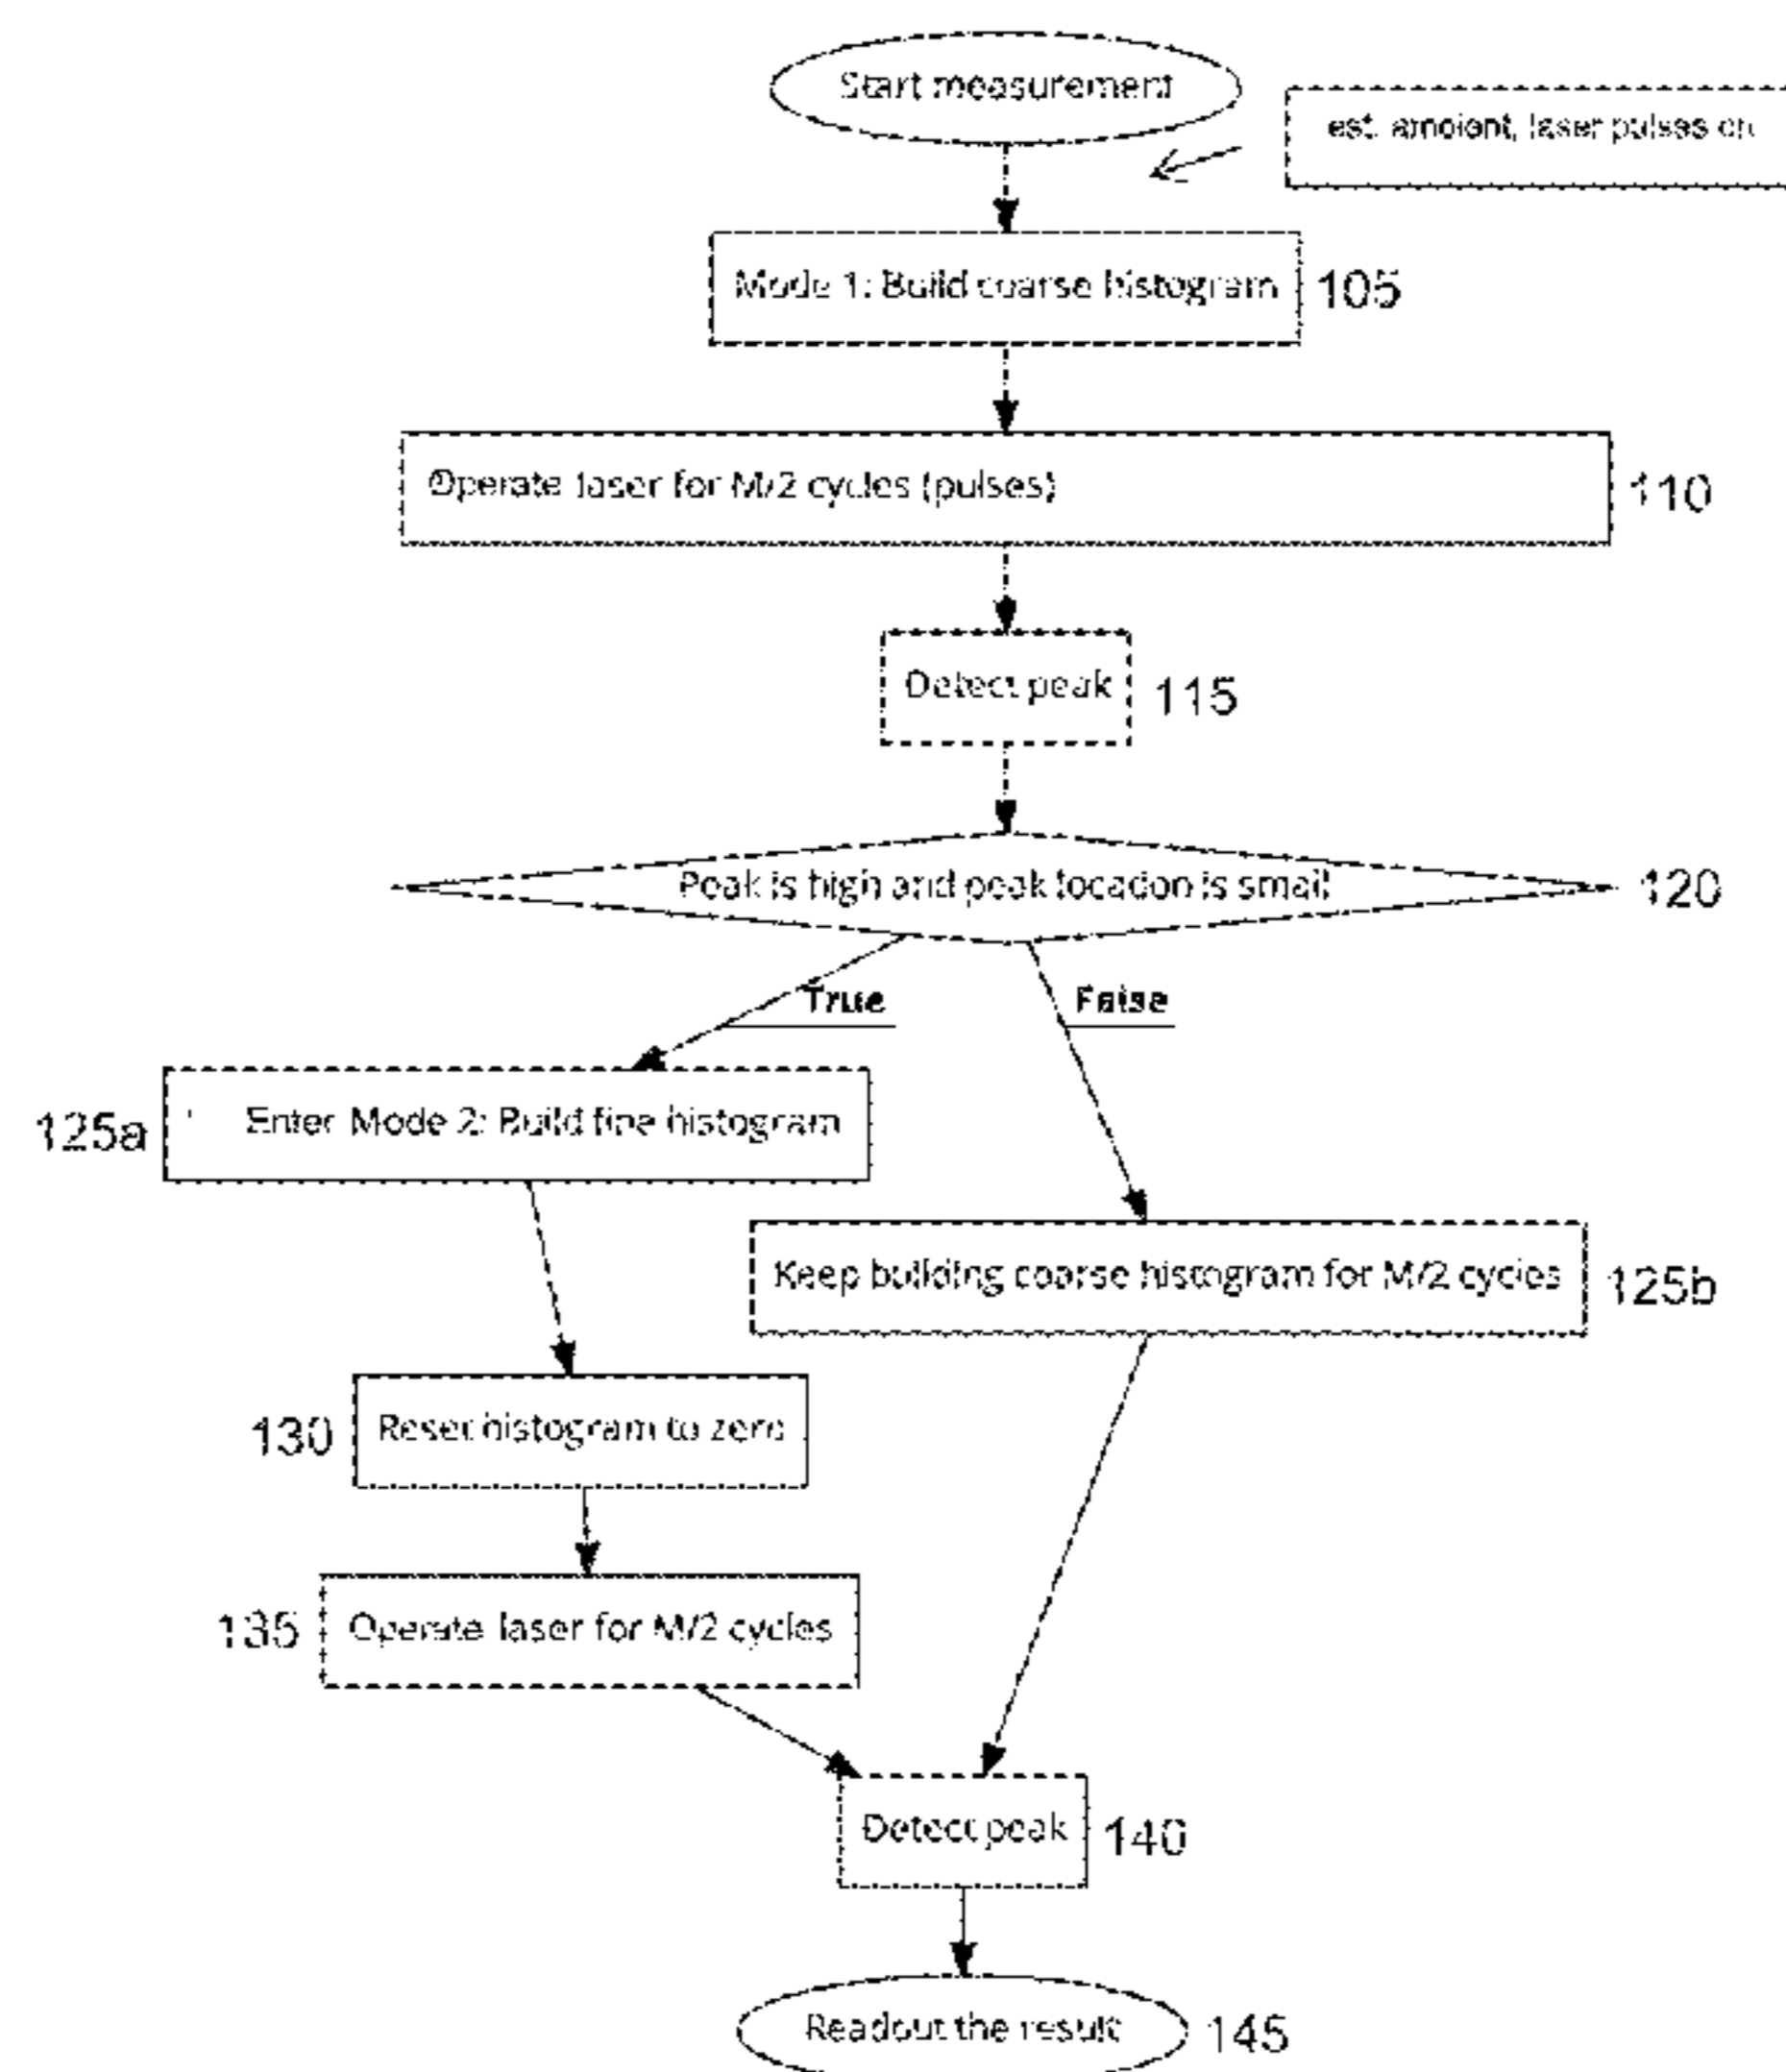 Start measurement
est. ambient, laser pulses on
Mode 1: Build coarse histogram
105
Operate laser for M/2 cycles (pulses)
110
Detect peak
115
Peak is high and peak location is small
120
True
False
125a
Enter Mode 2: Build fine histogram
Keep building coarse histogram for M/2 cycles
125b
130
Reset histogram to zero
135
Operate laser for M/2 cycles
Detect peak
140
Readout the result
145